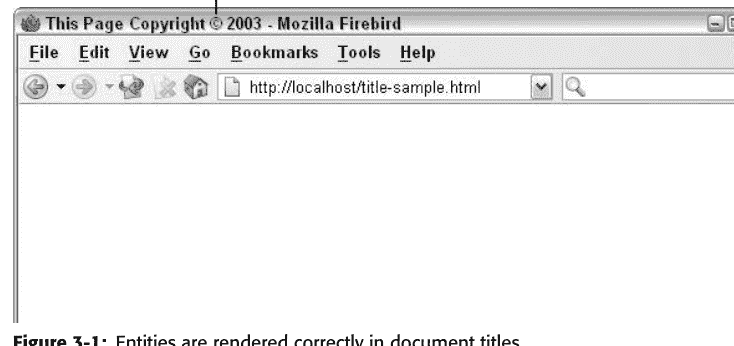 This Page Copyright © 2003 - Mozilla Firebird
File Edit View Go Bookmarks Tools Help
http://localhost/title-sample.html
Figure 3-1: Entities are rendered correctly in document titles